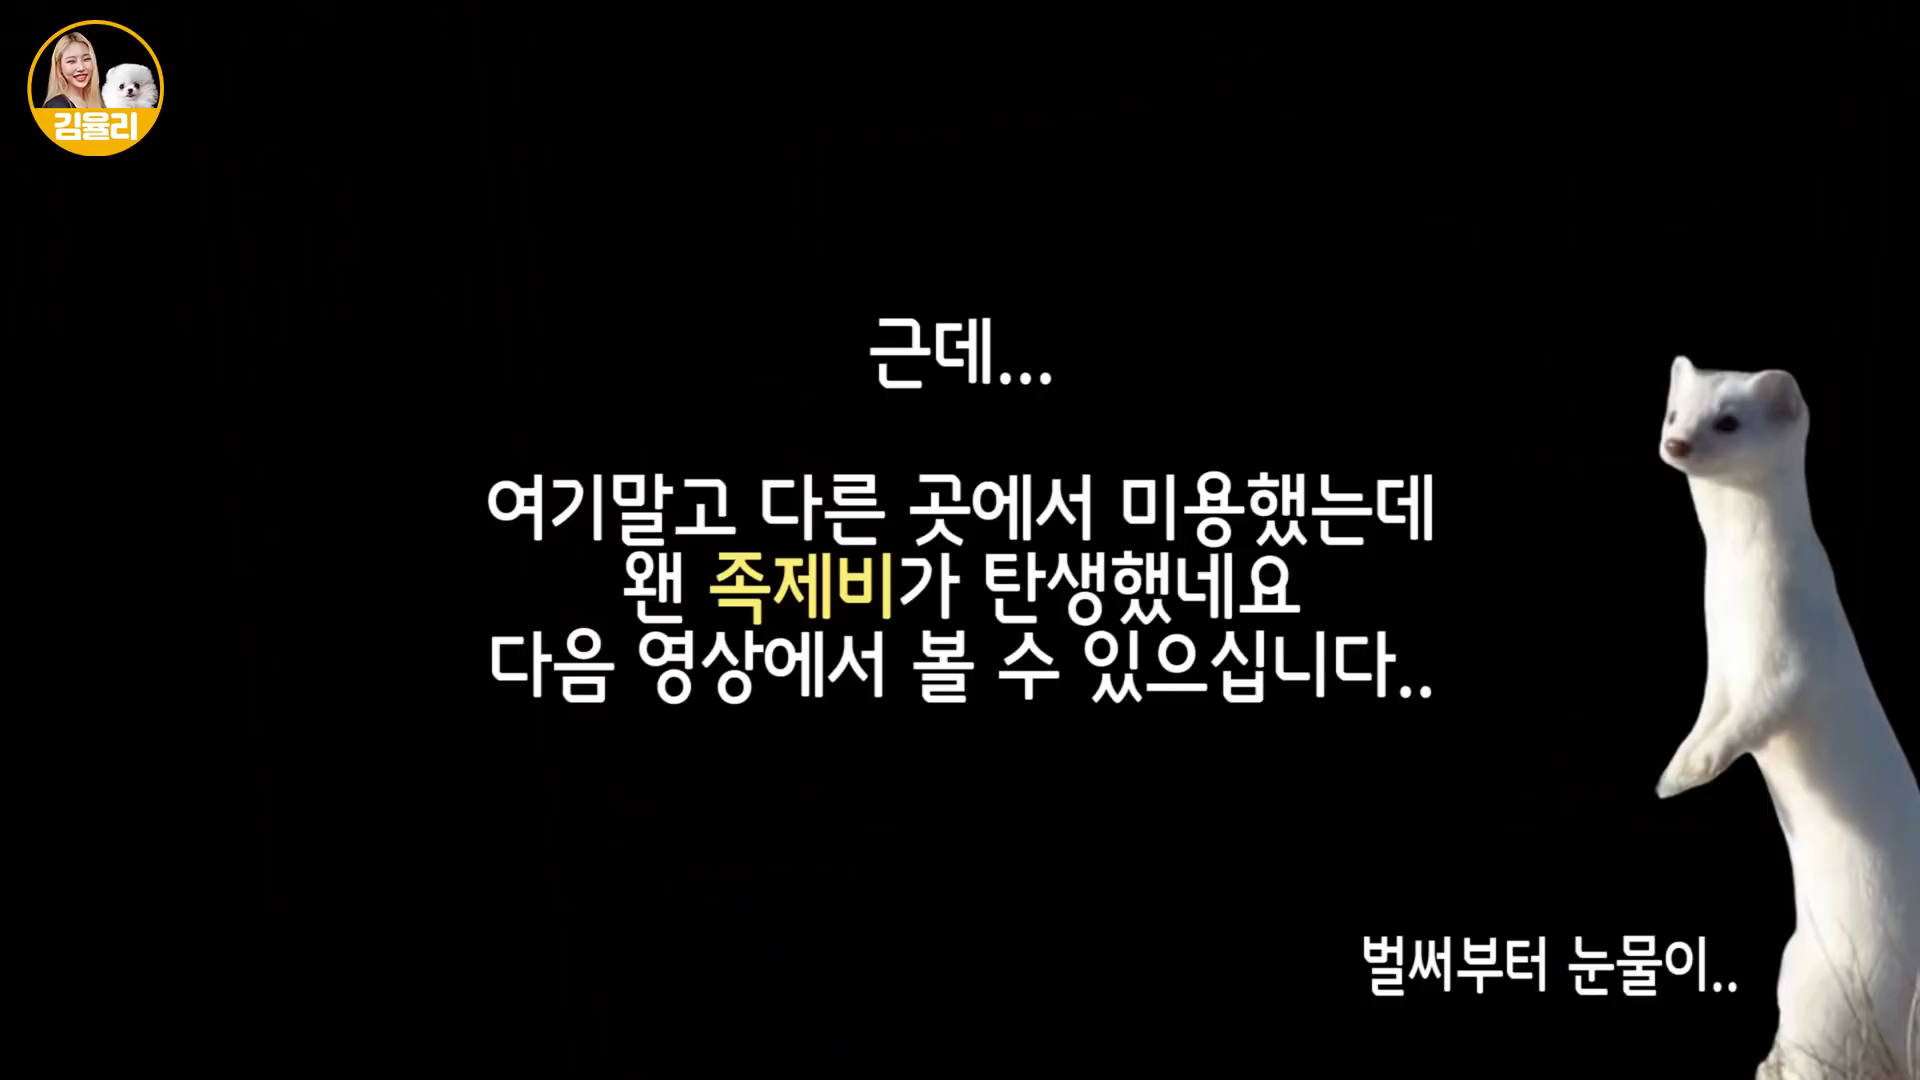 김율리
근데...
여기말고 다른 곳에서 미용했는데
왠 족제비가 탄생했네요
다음 영상에서 볼 수 있으십니다..
벌써부터 눈물이..